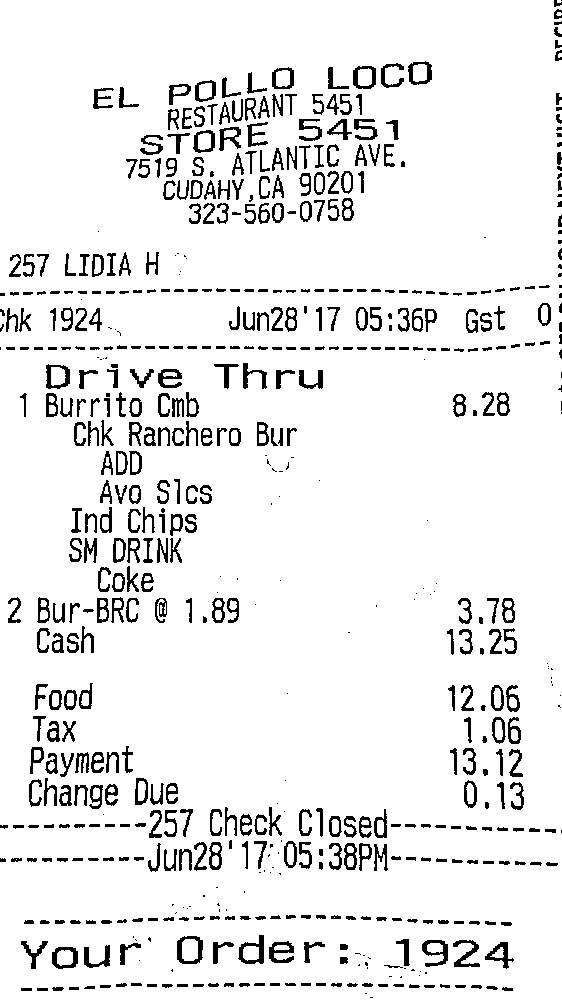 EL POLLO LOCO
RESTAURANT 5451
STORE 5451
7519 S. ATLANTIC AVE.
CUDAHY,CA 90201
323-560-0758
257 LIDIA H
Chk 1924 Jun28'17 05:36P Gst 0
Drive Thru
1 Burrito Cmb 8.28
Chk Ranchero Bur
ADD
Avo Slcs
Ind Chips
SM DRINK
Coke
2 Bur-BRC @ 1.89 3.78
Cash 13.25
Food 12.06
Tax 1.06
Payment 13.12
Change Due 0.13
---------257 Check Closed---------
---------Jun28'17 05:38PM---------
Your Order: 1924